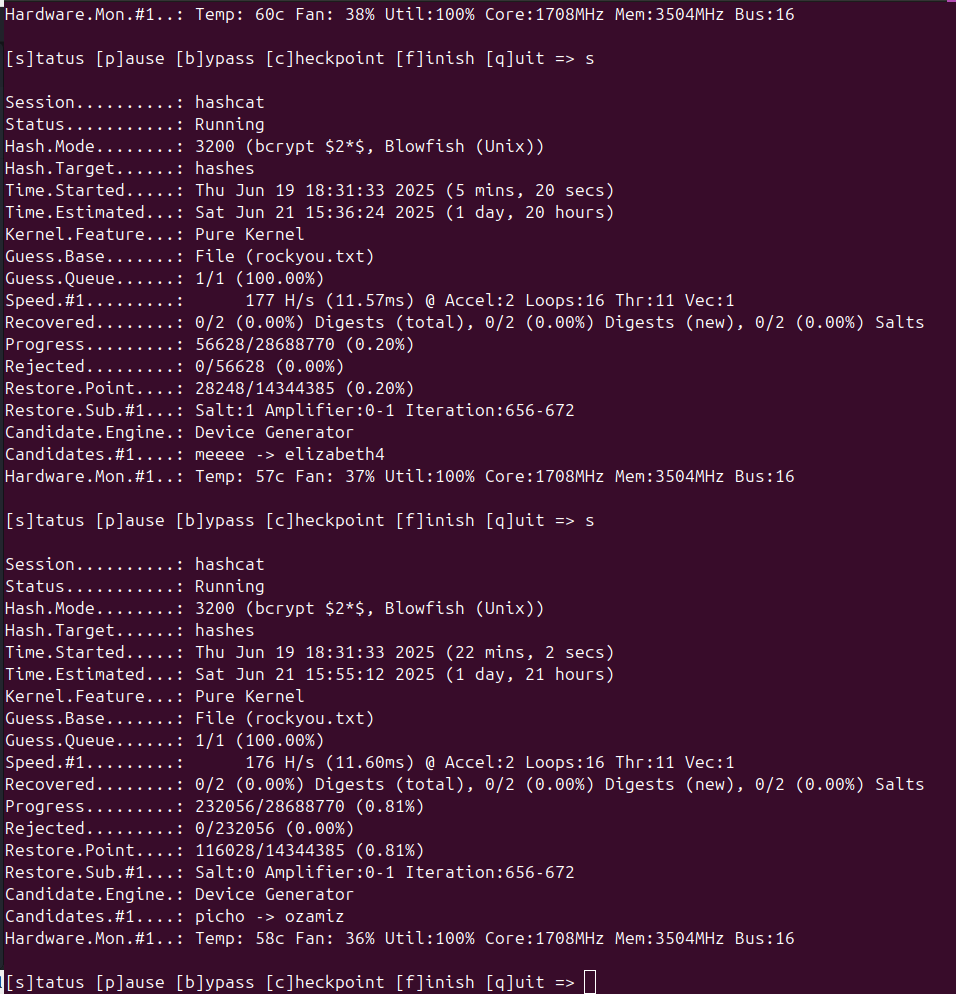 Hardware.Mon.#1..: Temp: 60c Fan: 38% Util:100% Core:1708MHz Mem:3504MHz Bus:16
[s]tatus [p]ause [b]ypass [c]heckpoint [f]inish [q]uit => s
Session..........: hashcat
Status...........: Running
Hash.Mode........: 3200 (bcrypt $2*$, Blowfish (Unix))
Hash.Target......: hashes
Time.Started.....: Thu Jun 19 18:31:33 2025 (5 mins, 20 secs)
Time.Estimated...: Sat Jun 21 15:36:24 2025 (1 day, 20 hours)
Kernel.Feature...: Pure Kernel
Guess.Base.......: File (rockyou.txt)
Guess.Queue......: 1/1 (100.00%)
Speed.#1.........:      177 H/s (11.57ms) @ Accel:2 Loops:16 Thr:11 Vec:1
Recovered........: 0/2 (0.00%) Digests (total), 0/2 (0.00%) Digests (new), 0/2 (0.00%) Salts
Progress.........: 56628/28688770 (0.20%)
Rejected.........: 0/56628 (0.00%)
Restore.Point....: 28248/14344385 (0.20%)
Restore.Sub.#1...: Salt:1 Amplifier:0-1 Iteration:656-672
Candidate.Engine.: Device Generator
Candidates.#1....: meeee -> elizabeth4
Hardware.Mon.#1..: Temp: 57c Fan: 37% Util:100% Core:1708MHz Mem:3504MHz Bus:16
[s]tatus [p]ause [b]ypass [c]heckpoint [f]inish [q]uit => s
Session..........: hashcat
Status...........: Running
Hash.Mode........: 3200 (bcrypt $2*$, Blowfish (Unix))
Hash.Target......: hashes
Time.Started.....: Thu Jun 19 18:31:33 2025 (22 mins, 2 secs)
Time.Estimated...: Sat Jun 21 15:55:12 2025 (1 day, 21 hours)
Kernel.Feature...: Pure Kernel
Guess.Base.......: File (rockyou.txt)
Guess.Queue......: 1/1 (100.00%)
Speed.#1.........:      176 H/s (11.60ms) @ Accel:2 Loops:16 Thr:11 Vec:1
Recovered........: 0/2 (0.00%) Digests (total), 0/2 (0.00%) Digests (new), 0/2 (0.00%) Salts
Progress.........: 232056/28688770 (0.81%)
Rejected.........: 0/232056 (0.00%)
Restore.Point....: 116028/14344385 (0.81%)
Restore.Sub.#1...: Salt:0 Amplifier:0-1 Iteration:656-672
Candidate.Engine.: Device Generator
Candidates.#1....: picho -> ozamiz
Hardware.Mon.#1..: Temp: 58c Fan: 36% Util:100% Core:1708MHz Mem:3504MHz Bus:16
[s]tatus [p]ause [b]ypass [c]heckpoint [f]inish [q]uit =>